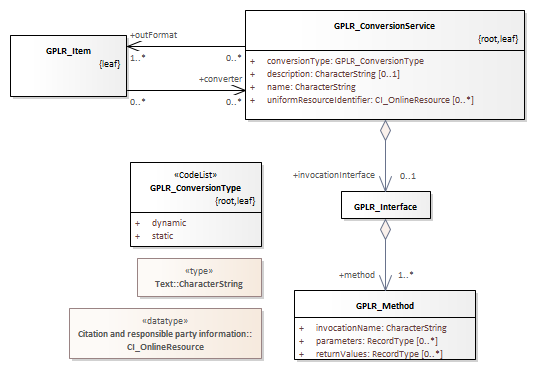 GPLR_Item
{leaf}
+outFormat
1..*
0..*
+converter
0..*
0..*
GPLR_ConversionService
{root,leaf}
+ conversionType: GPLR_ConversionType
+ description: CharacterString [0..1]
+ name: CharacterString
+ uniformResourceIdentifier: CI_OnlineResource [0..*]
+invocationInterface
0..1
GPLR_Interface
+method
1..*
GPLR_Method
+ invocationName: CharacterString
+ parameters: RecordType [0..*]
+ returnValues: RecordType [0..*]
«CodeList»
GPLR_ConversionType
{root,leaf}
+ dynamic
+ static
«type»
Text::CharacterString
«datatype»
Citation and responsible party information::
CI_OnlineResource